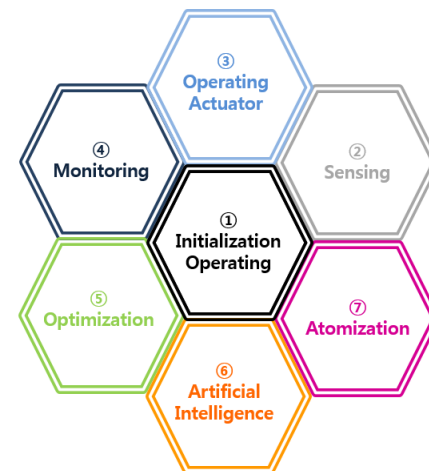 ③
Operating
Actuator
④
Monitoring
②
Sensing
①
Initialization
Operating
⑤
Optimization
⑦
Atomization
⑥
Artificial
Intelligence